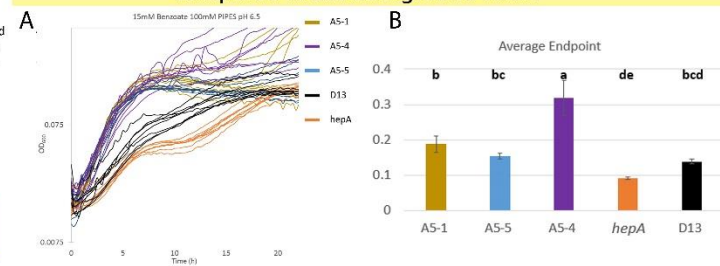 A
15mM Benzoate 100mM PIPES pH 6.5
0.075
OD600
0.0075
0
5
10
15
20
Time (h)
A5-1
A5-4
A5-5
D13
hepA
B
Average Endpoint
0.4
0.3
0.2
0.1
0
b
bc
a
de
bcd
A5-1
A5-5
A5-4
hepA
D13